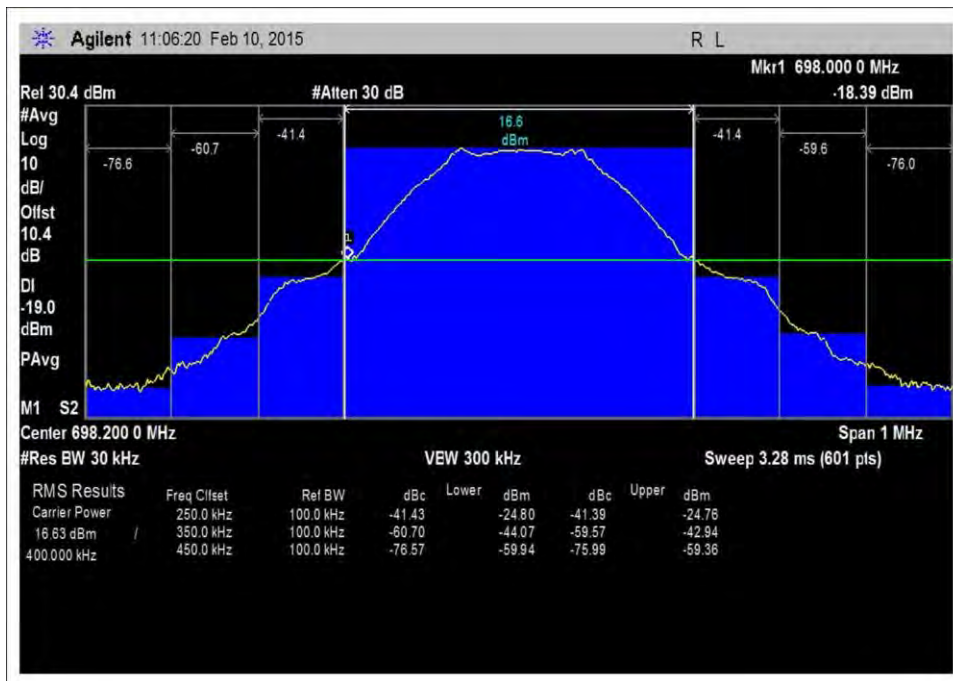 Agilent 11:06:20 Feb 10, 2015 R L
Mkr1 698.000 0 MHz
Rel 30.4 dBm #Atten 30 dB -18.39 dBm
#Avg
Log
10
dB/
Offst
10.4
dB
DI
-19.0
dBm
PAvg
M1 S2
-76.6
-60.7
-41.4
16.6
dBm
-41.4
-59.6
-76.0
1
Center 698.200 0 MHz Span 1 MHz
#Res BW 30 kHz VBW 300 kHz Sweep 3.28 ms (601 pts)
RMS Results Freq Offset Ref BW dBc Lower dBm dBc Upper dBm
Carrier Power 250.0 kHz 100.0 kHz -41.43 -24.80 -41.39 -24.76
16.63 dBm / 350.0 kHz 100.0 kHz -60.70 -44.07 -59.57 -42.94
400.000 kHz 450.0 kHz 100.0 kHz -76.57 -59.94 -75.99 -59.36